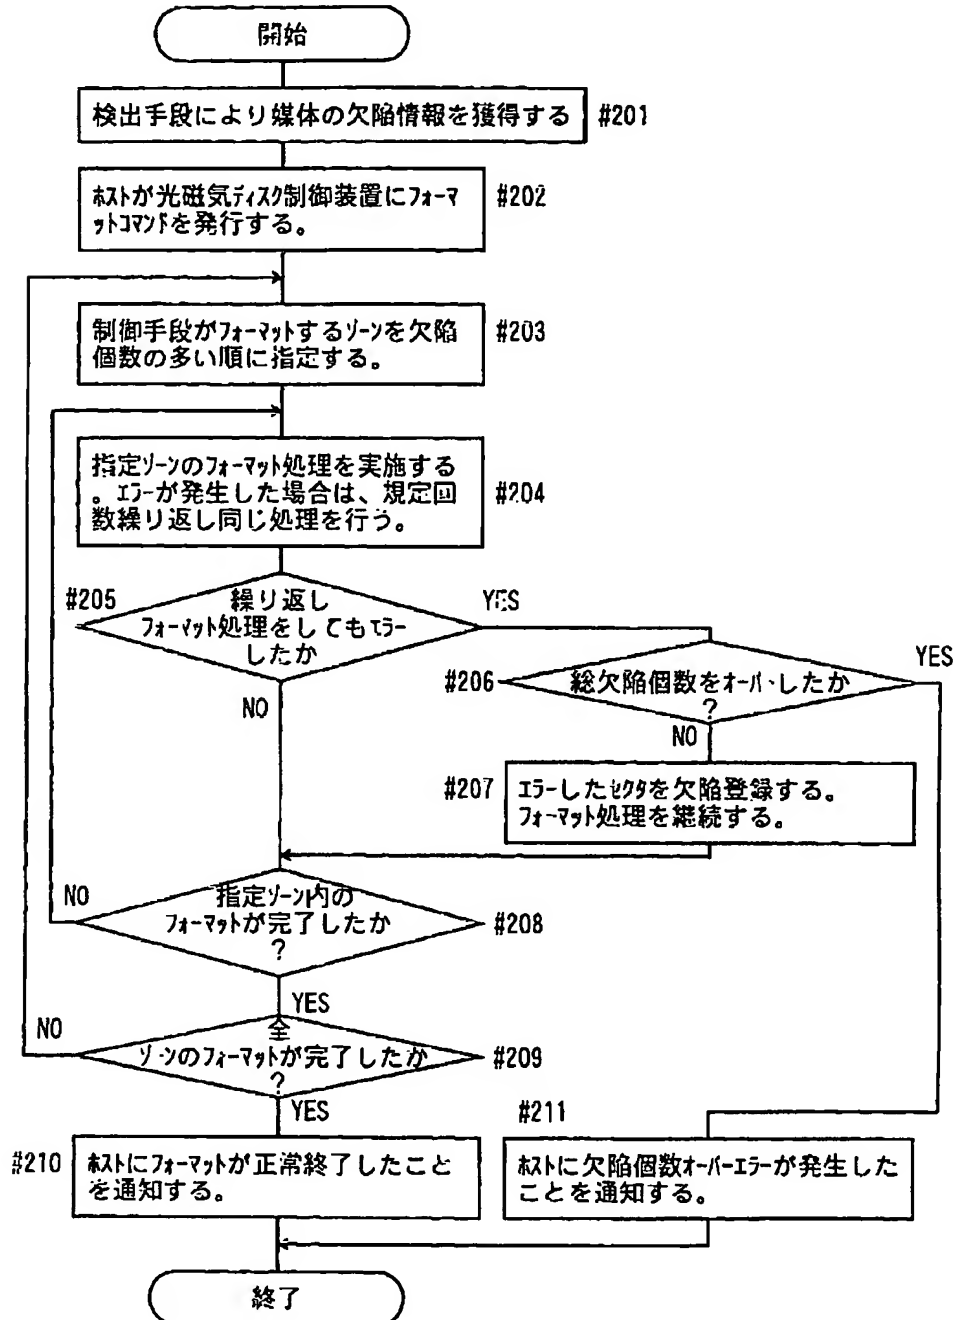 開始
検出手段により媒体の欠陥情報を獲得する
#201
ホストが光磁気ディスク制御装置にフォーマ
ットコマンドを発行する。
#202
制御手段がフォーマットするゾーンを欠陥
個数の多い順に指定する。
#203
指定ゾーンのフォーマット処理を実施する
。エラーが発生した場合は、規定回
数繰り返し同じ処理を行う。
#204
#205
繰り返し
フォーマット処理をしてもエラー
したか
YES
NO
#206
総欠陥個数をオーバーしたか
?
YES
NO
#207
エラーしたセクタを欠陥登録する。
フォーマット処理を継続する。
NO
指定ゾーン内の
フォーマットが完了したか
?
#208
YES
NO
全
ゾーンのフォーマットが完了したか
?
#209
YES
#210
ホストにフォーマットが正常終了したこと
を通知する。
#211
ホストに欠陥個数オーバーエラーが発生した
ことを通知する。
終了